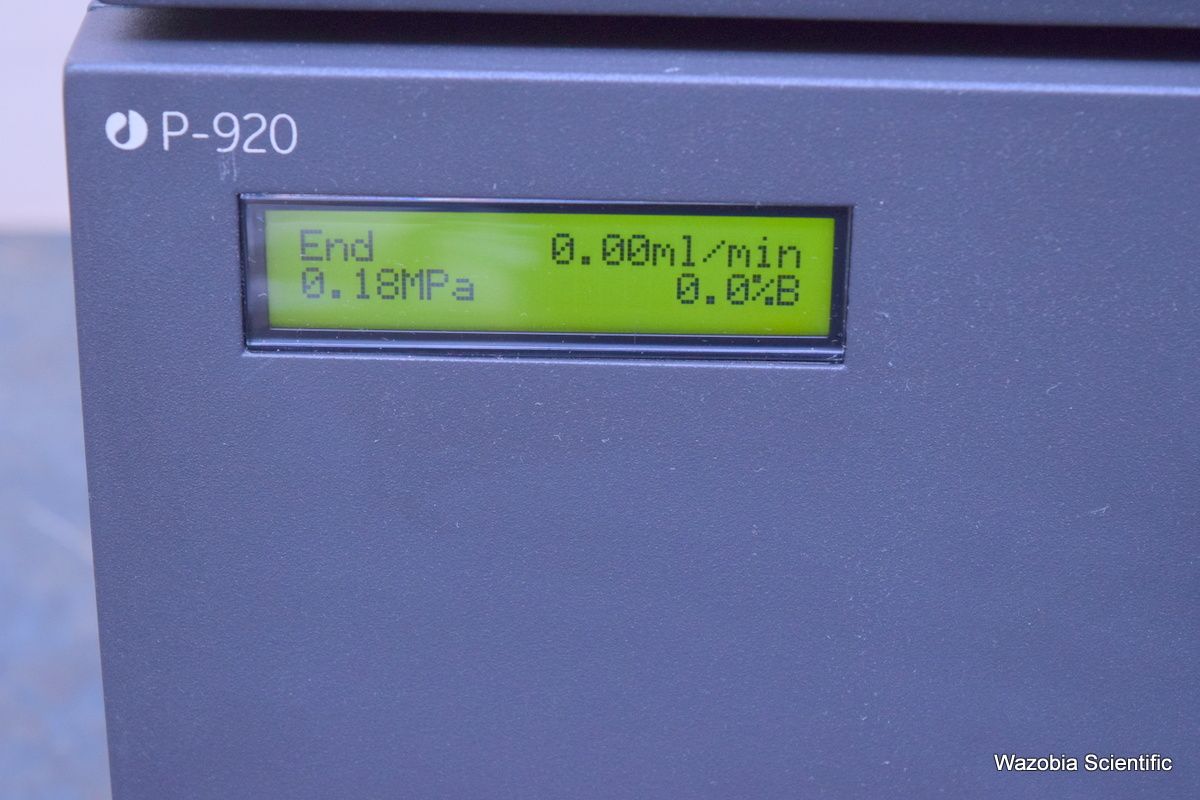 P-920
End 0.00ml/min
0.18MPa 0.0%B
Wazobia Scientific